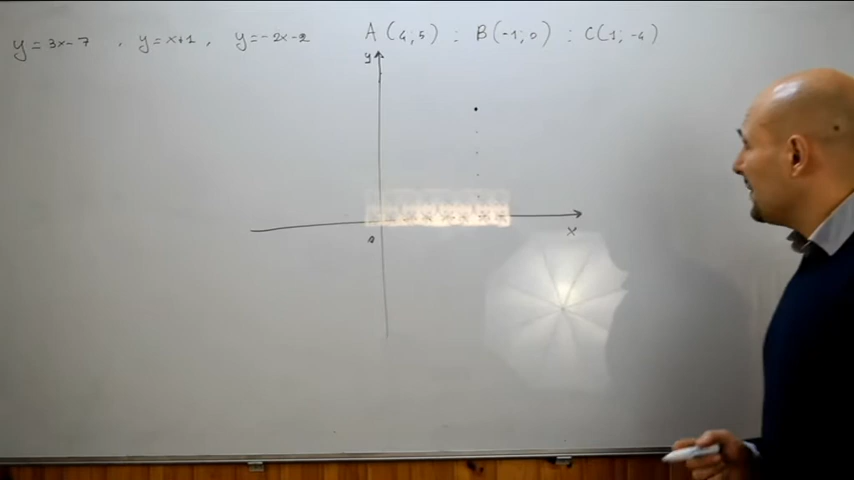 y=3x-7 , y=x+1 , y=-2x-2 A(4;5) : B(-1;0) : C(1;-4)
y
x
0